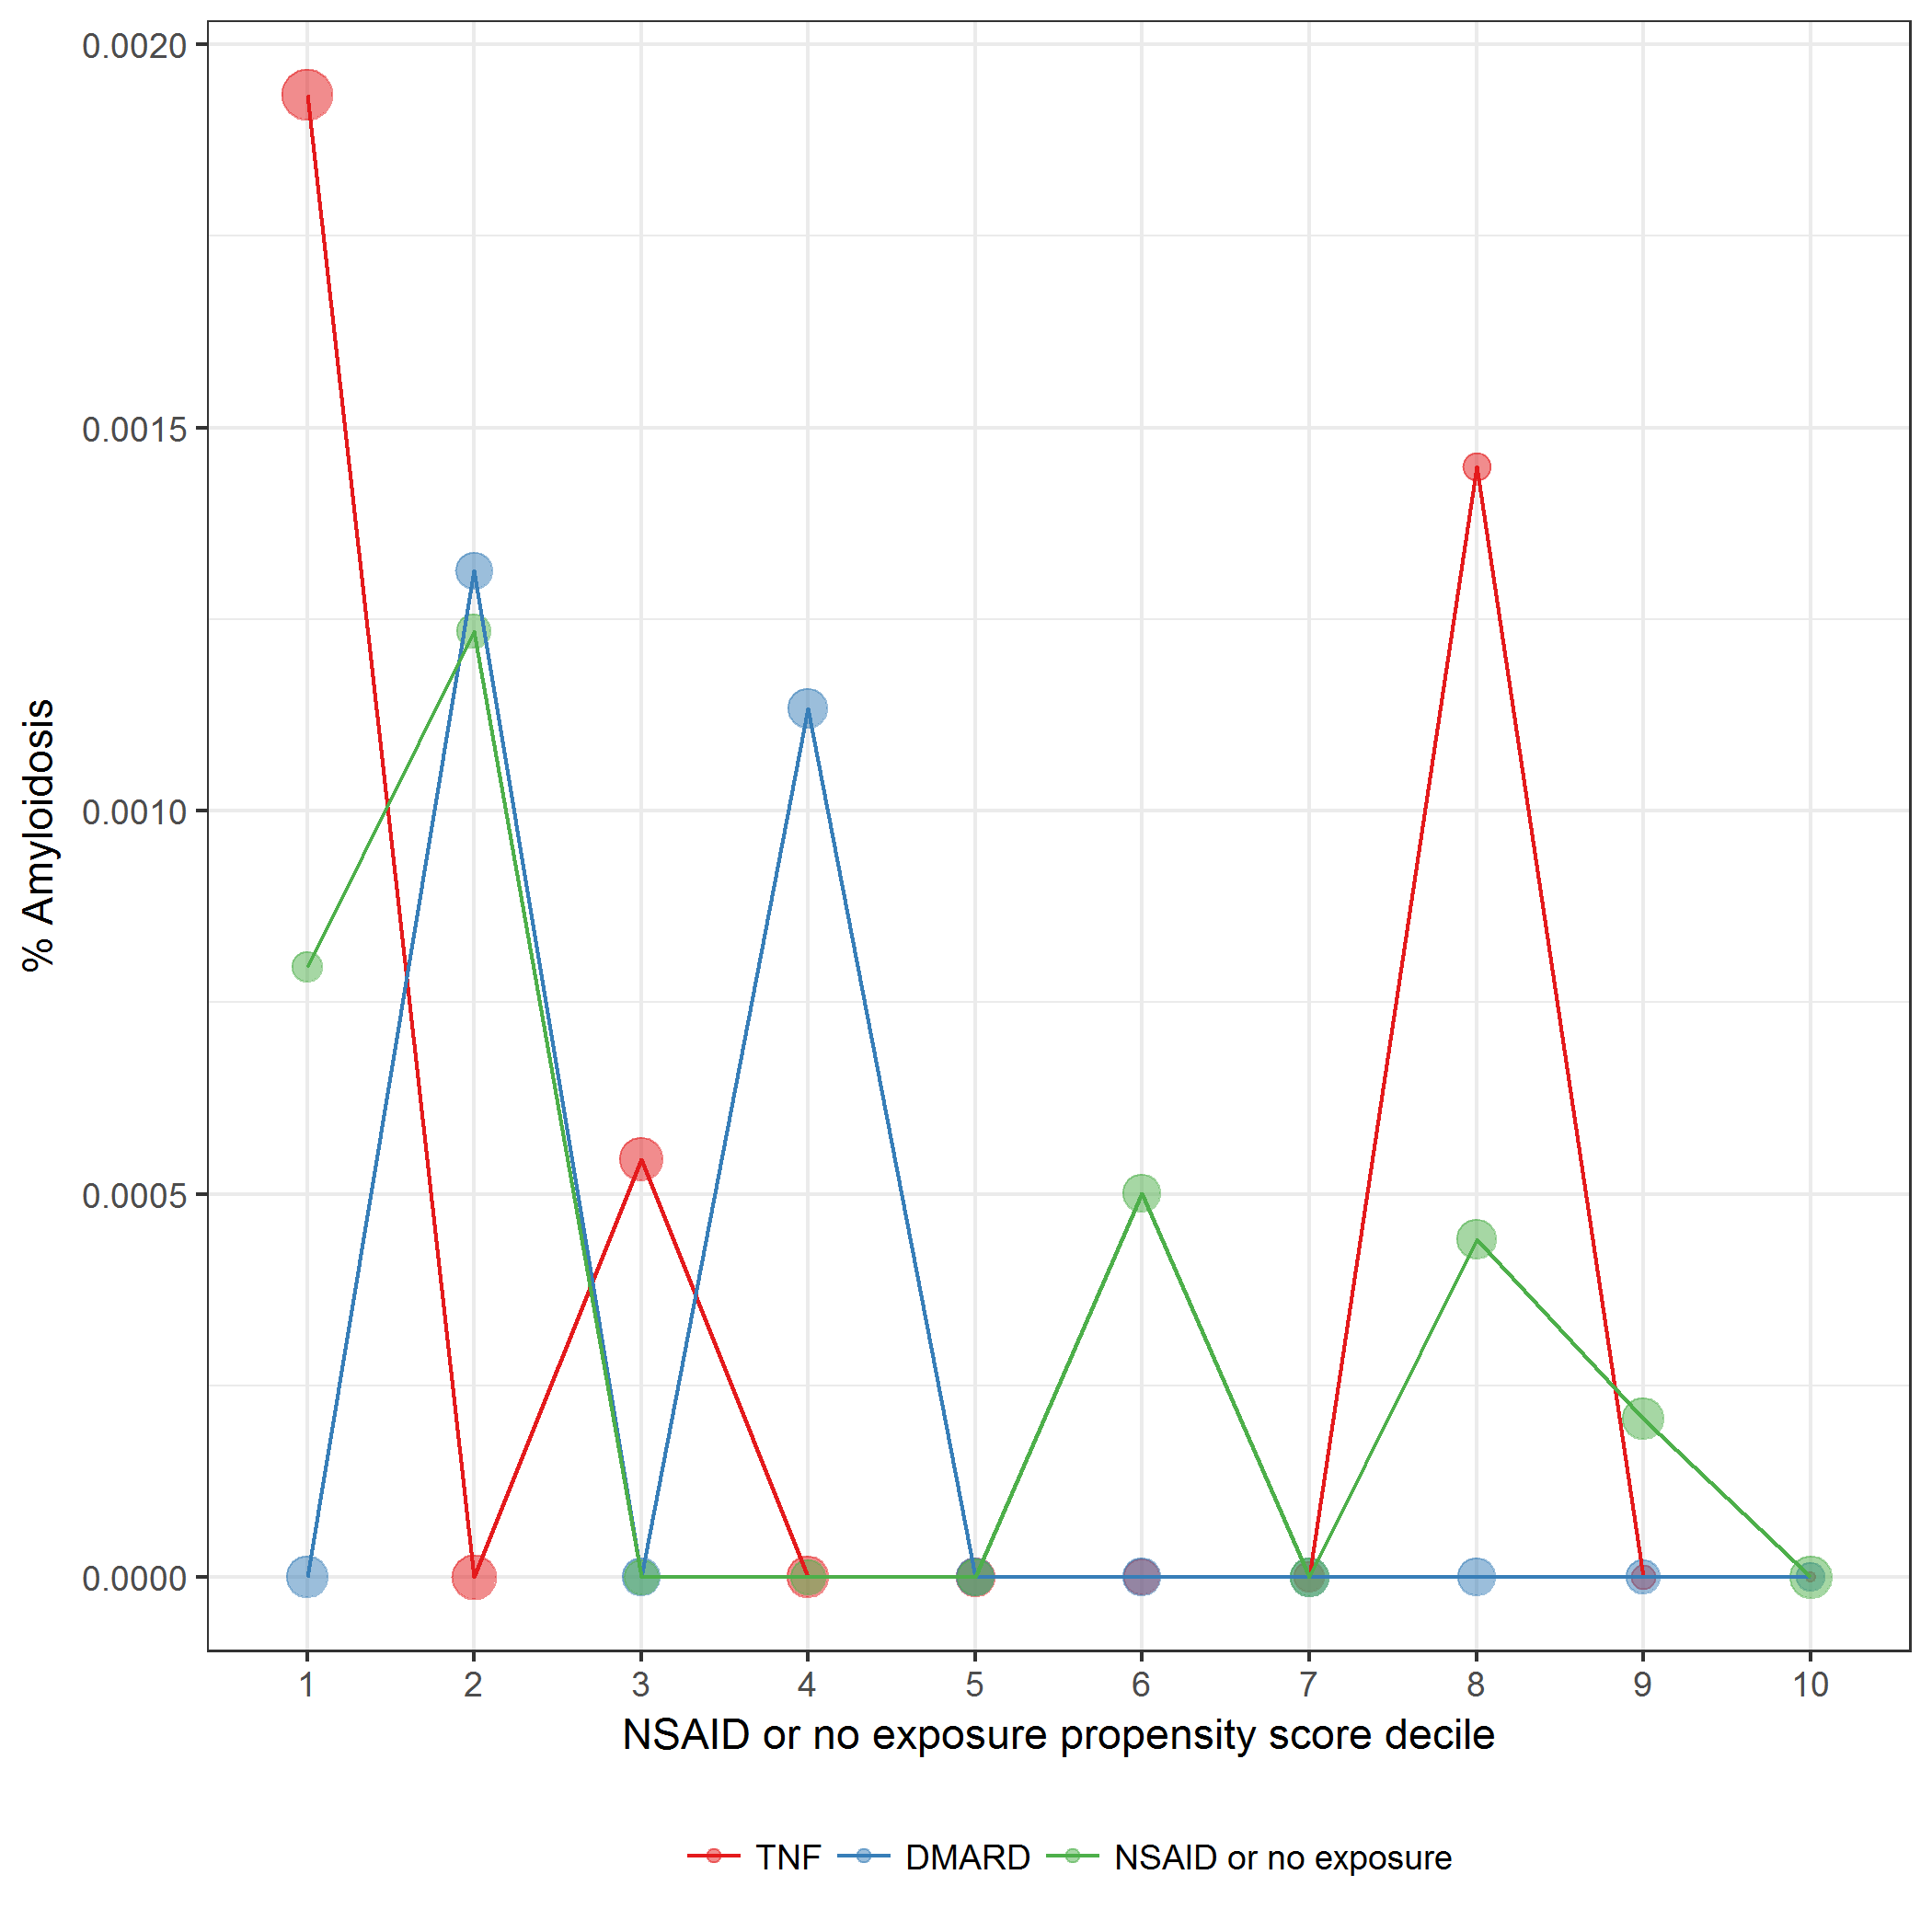 0.0020
0.0015
0.0010
0.0005
0.0000
% Amyloidosis
1 2 3 4 5 6 7 8 9 10
NSAID or no exposure propensity score decile
TNF DMARD NSAID or no exposure